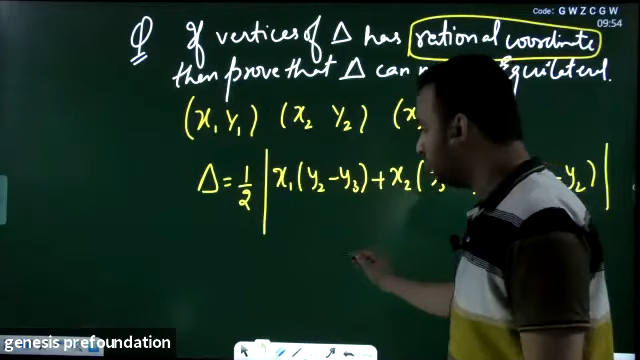 Code: G W Z C G W
09:54
Q If vertices of Δ has rational coordinate
then prove that Δ can
(x₁ y₁) (x₂ y₂) (x
Δ = 1/2 | x₁(y₂-y₃)+x₂( -y₂) |
genesis prefoundation